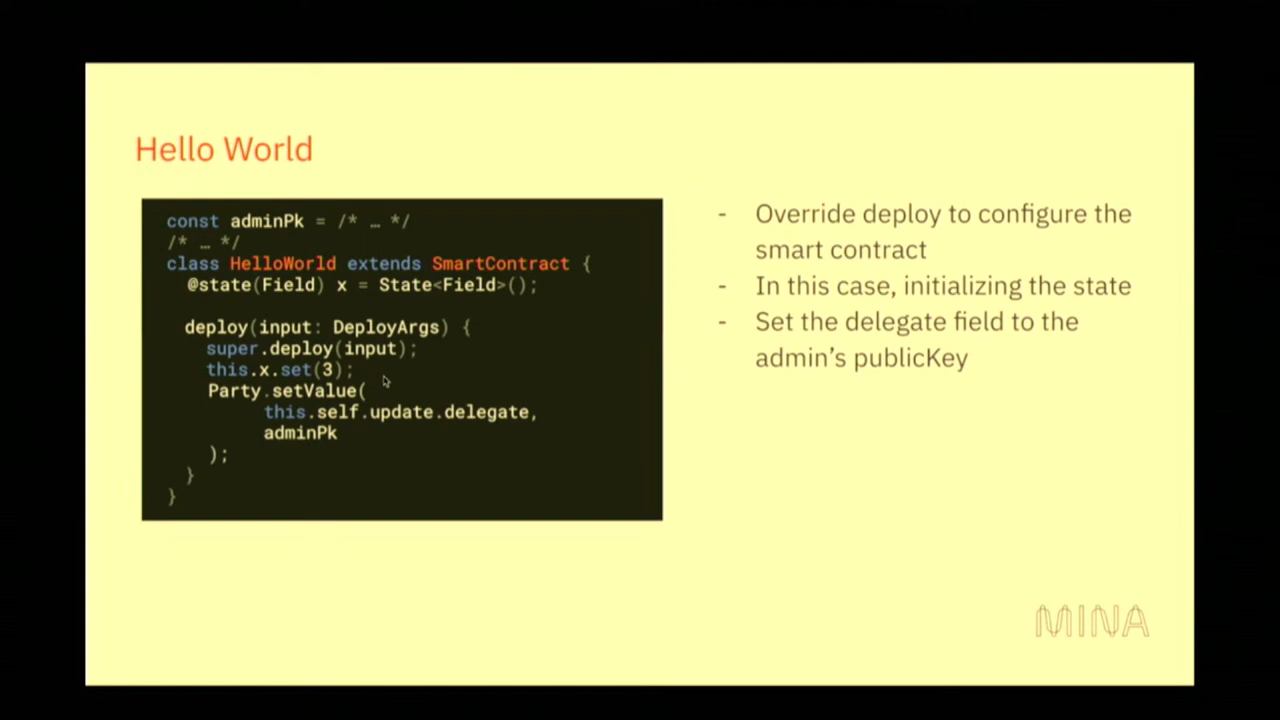 Hello World
const adminPk = /* … */
/* … */
class HelloWorld extends SmartContract {
@state(Field) x = State<Field>();
deploy(input: DeployArgs) {
super.deploy(input);
this.x.set(3);
Party.setValue(
this.self.update.delegate,
adminPk
);
}
}
- Override deploy to configure the
smart contract
- In this case, initializing the state
- Set the delegate field to the
admin’s publicKey
MINA